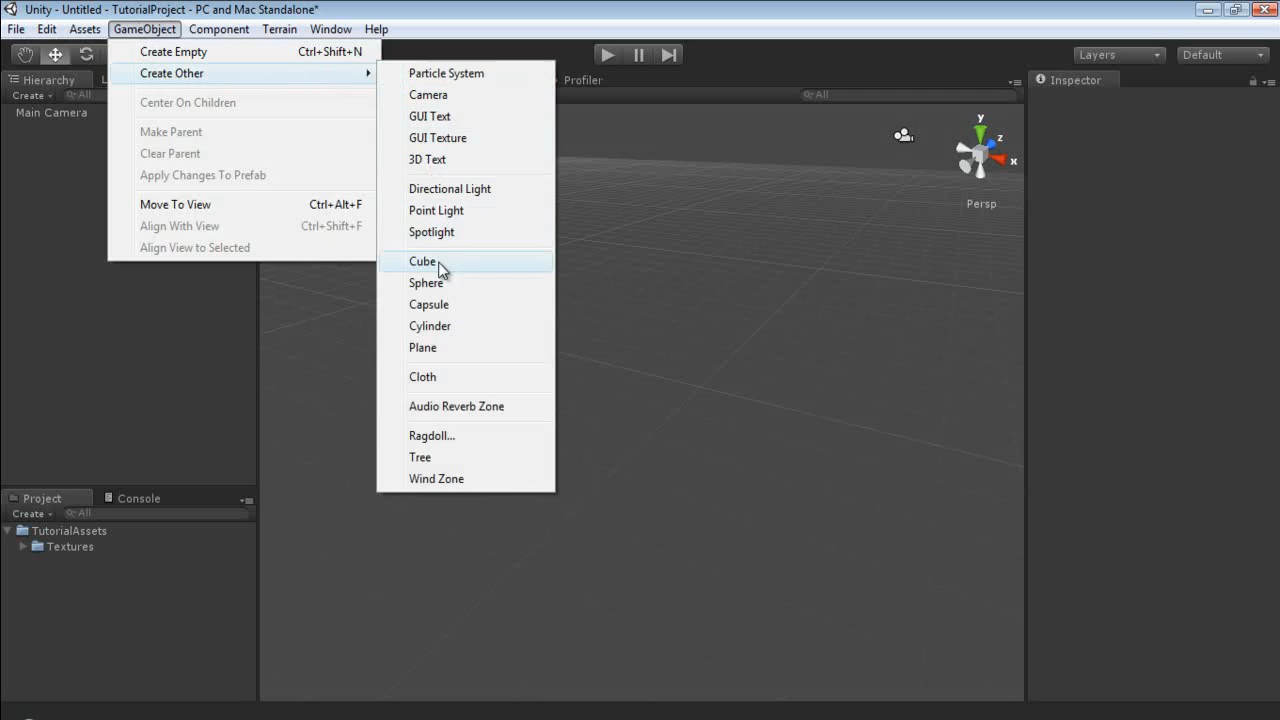 Unity - Untitled - TutorialProject - PC and Mac Standalone*
File Edit Assets GameObject Component Terrain Window Help
Create Empty Ctrl+Shift+N
Create Other
Center On Children
Make Parent
Clear Parent
Apply Changes To Prefab
Move To View Ctrl+Alt+F
Align With View Ctrl+Shift+F
Align View to Selected
Particle System
Camera
GUI Text
GUI Texture
3D Text
Directional Light
Point Light
Spotlight
Cube
Sphere
Capsule
Cylinder
Plane
Cloth
Audio Reverb Zone
Ragdoll...
Tree
Wind Zone
Layers Default
Hierarchy
Create All
Main Camera
Profiler
All
y
z
x
Persp
Inspector
Project Console
Create All
TutorialAssets
Textures